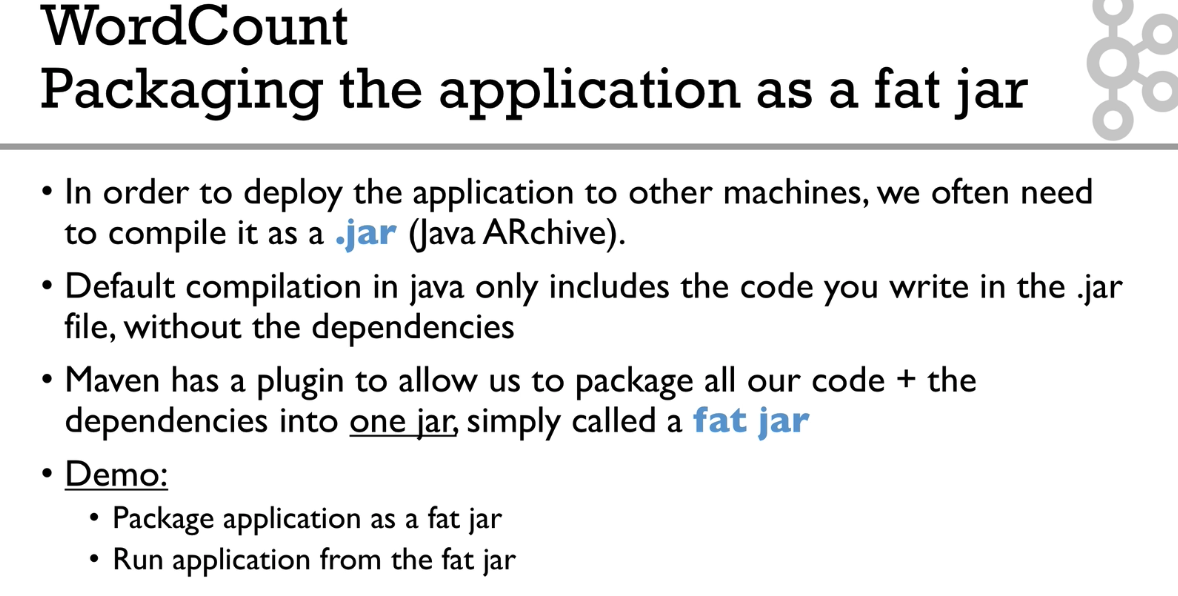 WordCount
Packaging the application as a fat jar
• In order to deploy the application to other machines, we often need
to compile it as a .jar (Java ARchive).
• Default compilation in java only includes the code you write in the .jar
file, without the dependencies
• Maven has a plugin to allow us to package all our code + the
dependencies into one jar, simply called a fat jar
• Demo:
• Package application as a fat jar
• Run application from the fat jar